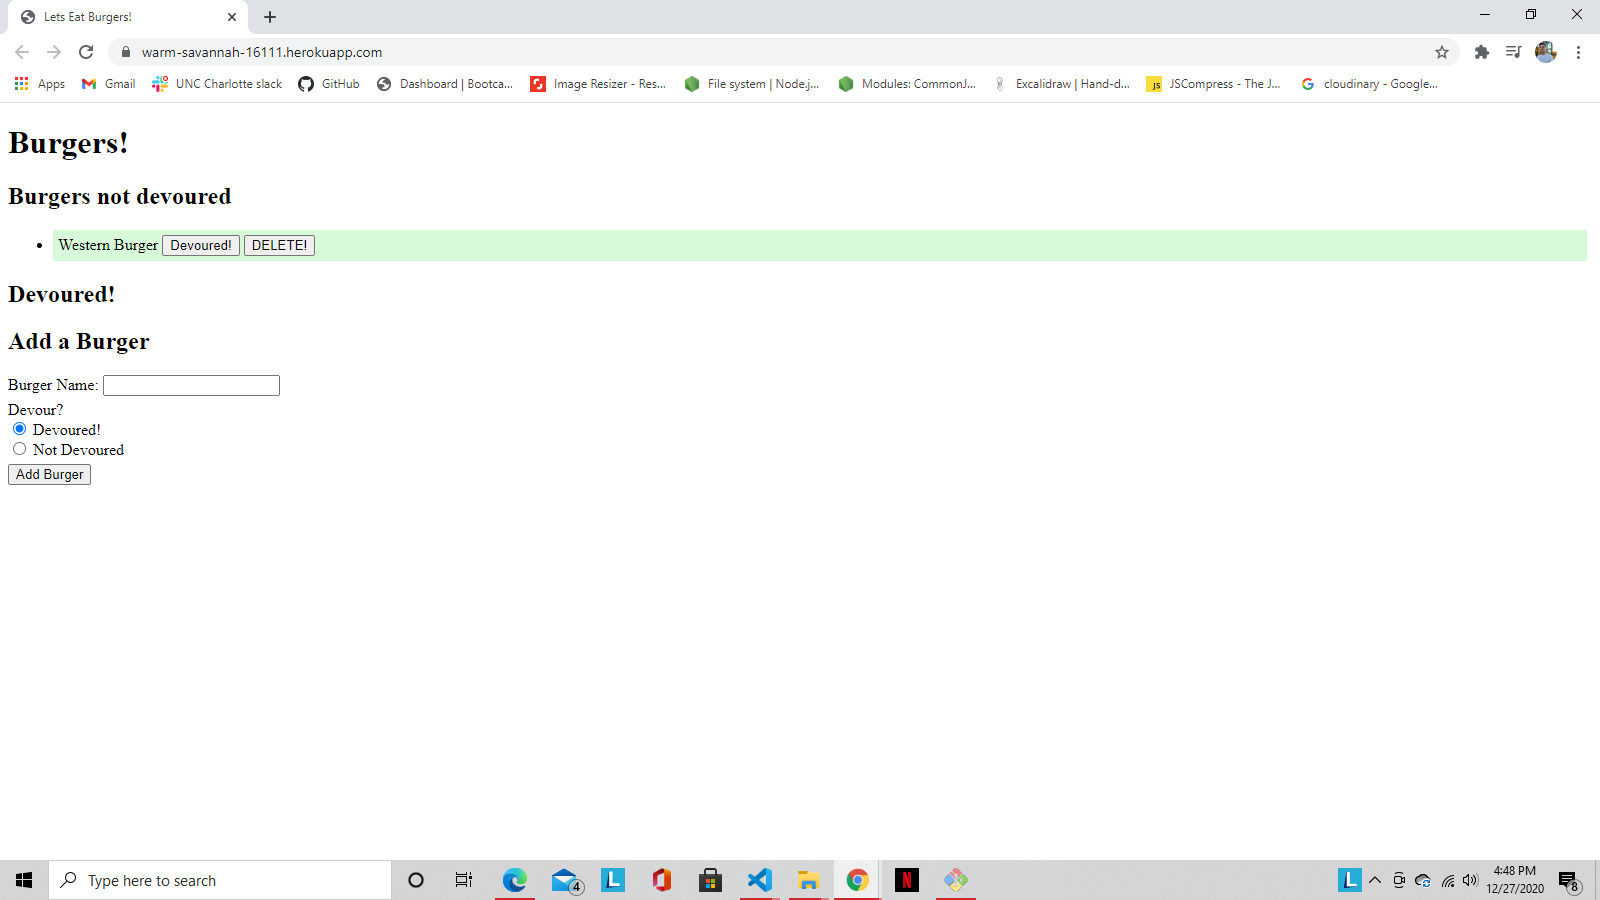 Lets Eat Burgers!
warm-savannah-16111.herokuapp.com
Apps Gmail UNC Charlotte slack GitHub Dashboard | Bootca... Image Resizer - Res... File system | Node.j... Modules: CommonJ... Excalidraw | Hand-d... JS JSCompress - The J... cloudinary - Google...
Burgers!
Burgers not devoured
Western Burger Devoured! DELETE!
Devoured!
Add a Burger
Burger Name:
Devour?
Devoured!
Not Devoured
Add Burger
Type here to search 4 L N L 4:48 PM
12/27/2020 8